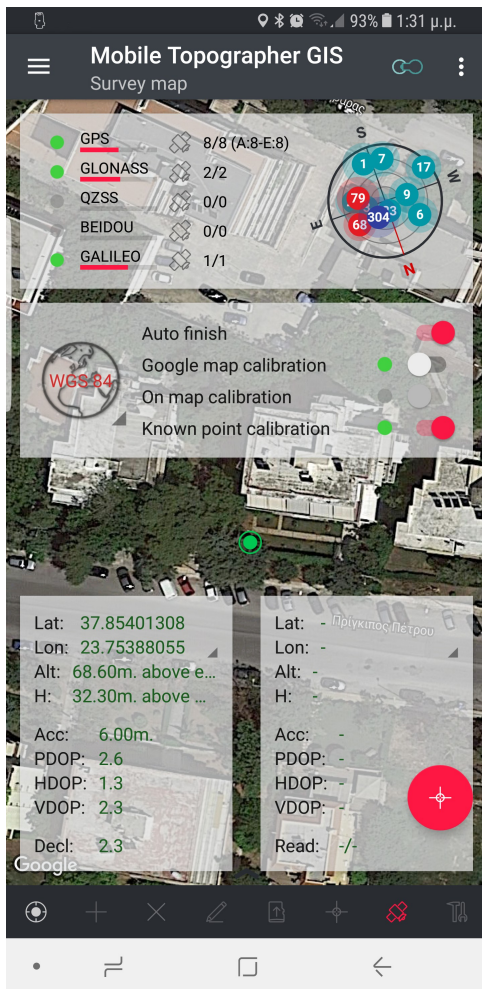 93% 1:31 μ.μ.
Mobile Topographer GIS
Survey map
GPS 8/8 (A:8-E:8)
GLONASS 2/2
QZSS 0/0
BEIDOU 0/0
GALILEO 1/1
S
W
E
N
1
7
17
79
9
304
6
68
Auto finish
WGS 84
Google map calibration
On map calibration
Known point calibration
Lat: 37.85401308
Lon: 23.75388055
Alt: 68.60m. above e...
H: 32.30m. above ...
Acc: 6.00m.
PDOP: 2.6
HDOP: 1.3
VDOP: 2.3
Decl: 2.3
Lat: -
Lon: -
Alt: -
H: -
Acc: -
PDOP: -
HDOP: -
VDOP: -
Read: -/-
Πρίγκιπος Πέτρου
Google